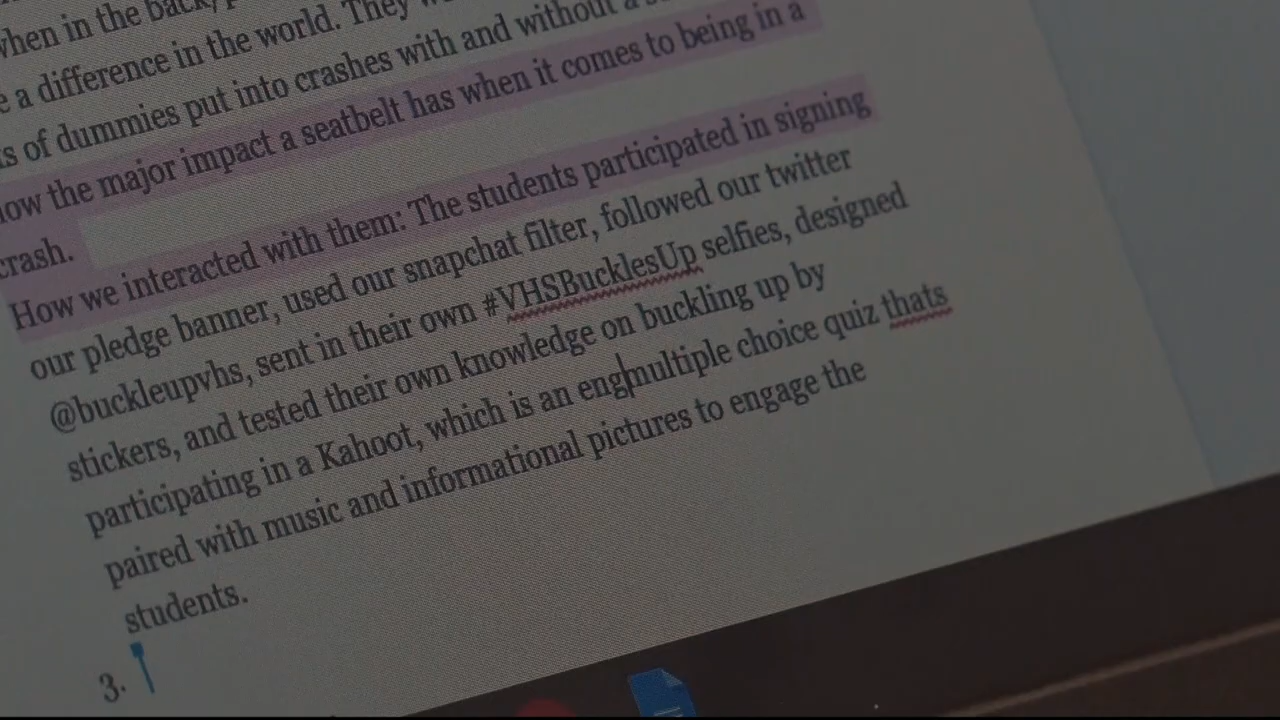 when in the back,
a difference in the world. They
of dummies put into crashes with and without a
the major impact a seatbelt has when it comes to being in a
crash.
How we interacted with them: The students participated in signing
our pledge banner, used our snapchat filter, followed our twitter
@buckleupvhs, sent in their own #VHSBucklesUp selfies, designed
stickers, and tested their own knowledge on buckling up by
participating in a Kahoot, which is an engmultiple choice quiz thats
paired with music and informational pictures to engage the
students.
3.